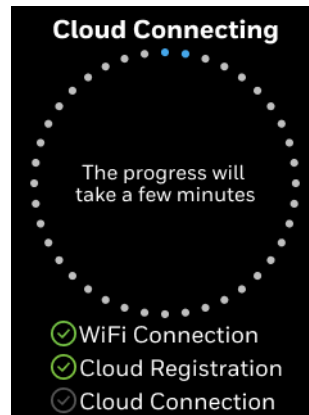 Cloud Connecting
The progress will
take a few minutes
WiFi Connection
Cloud Registration
Cloud Connection